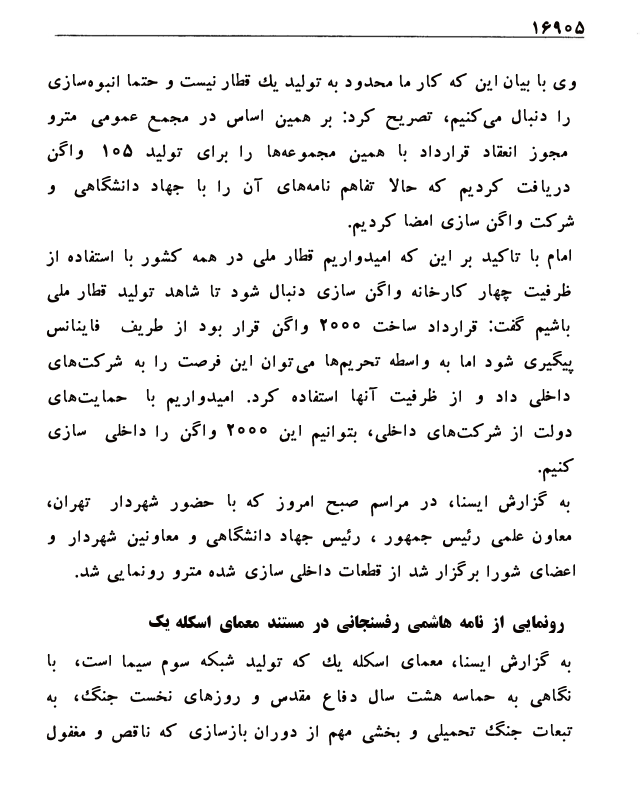 ۱۶۹۰۵
وی با بیان این که کار ما محدود به تولید یك قطار نیست و حتما انبوه‌سازی
را دنبال می‌کنیم، تصریح کرد: بر همین اساس در مجمع عمومی مترو
مجوز انعقاد قرارداد با همین مجموعه‌ها را برای تولید ۱۰۵ واگن
دریافت کردیم که حالا تفاهم نامه‌های آن را با جهاد دانشگاهی و
شرکت واگن سازی امضا کردیم.
امام با تاکید بر این که امیدواریم قطار ملی در همه کشور با استفاده از
ظرفیت چهار کارخانه واگن سازی دنبال شود تا شاهد تولید قطار ملی
باشیم گفت: قرارداد ساخت ۲۰۰۰ واگن قرار بود از طریف فاینانس
پیگیری شود اما به واسطه تحریم‌ها می‌توان این فرصت را به شرکت‌های
داخلی داد و از ظرفیت آنها استفاده کرد. امیدواریم با حمایت‌های
دولت از شرکت‌های داخلی، بتوانیم این ۲۰۰۰ واگن را داخلی سازی
کنیم.
به گزارش ایسنا، در مراسم صبح امروز که با حضور شهردار تهران،
معاون علمی رئیس جمهور ، رئیس جهاد دانشگاهی و معاونین شهردار و
اعضای شورا برگزار شد از قطعات داخلی سازی شده مترو رونمایی شد.
رونمایی از نامه هاشمی رفسنجانی در مستند معمای اسکله یک
به گزارش ایسنا، معمای اسکله یك که تولید شبکه سوم سیما است، با
نگاهی به حماسه هشت سال دفاع مقدس و روزهای نخست جنگ، به
تبعات جنگ تحمیلی و بخشی مهم از دوران بازسازی که ناقص و مغفول